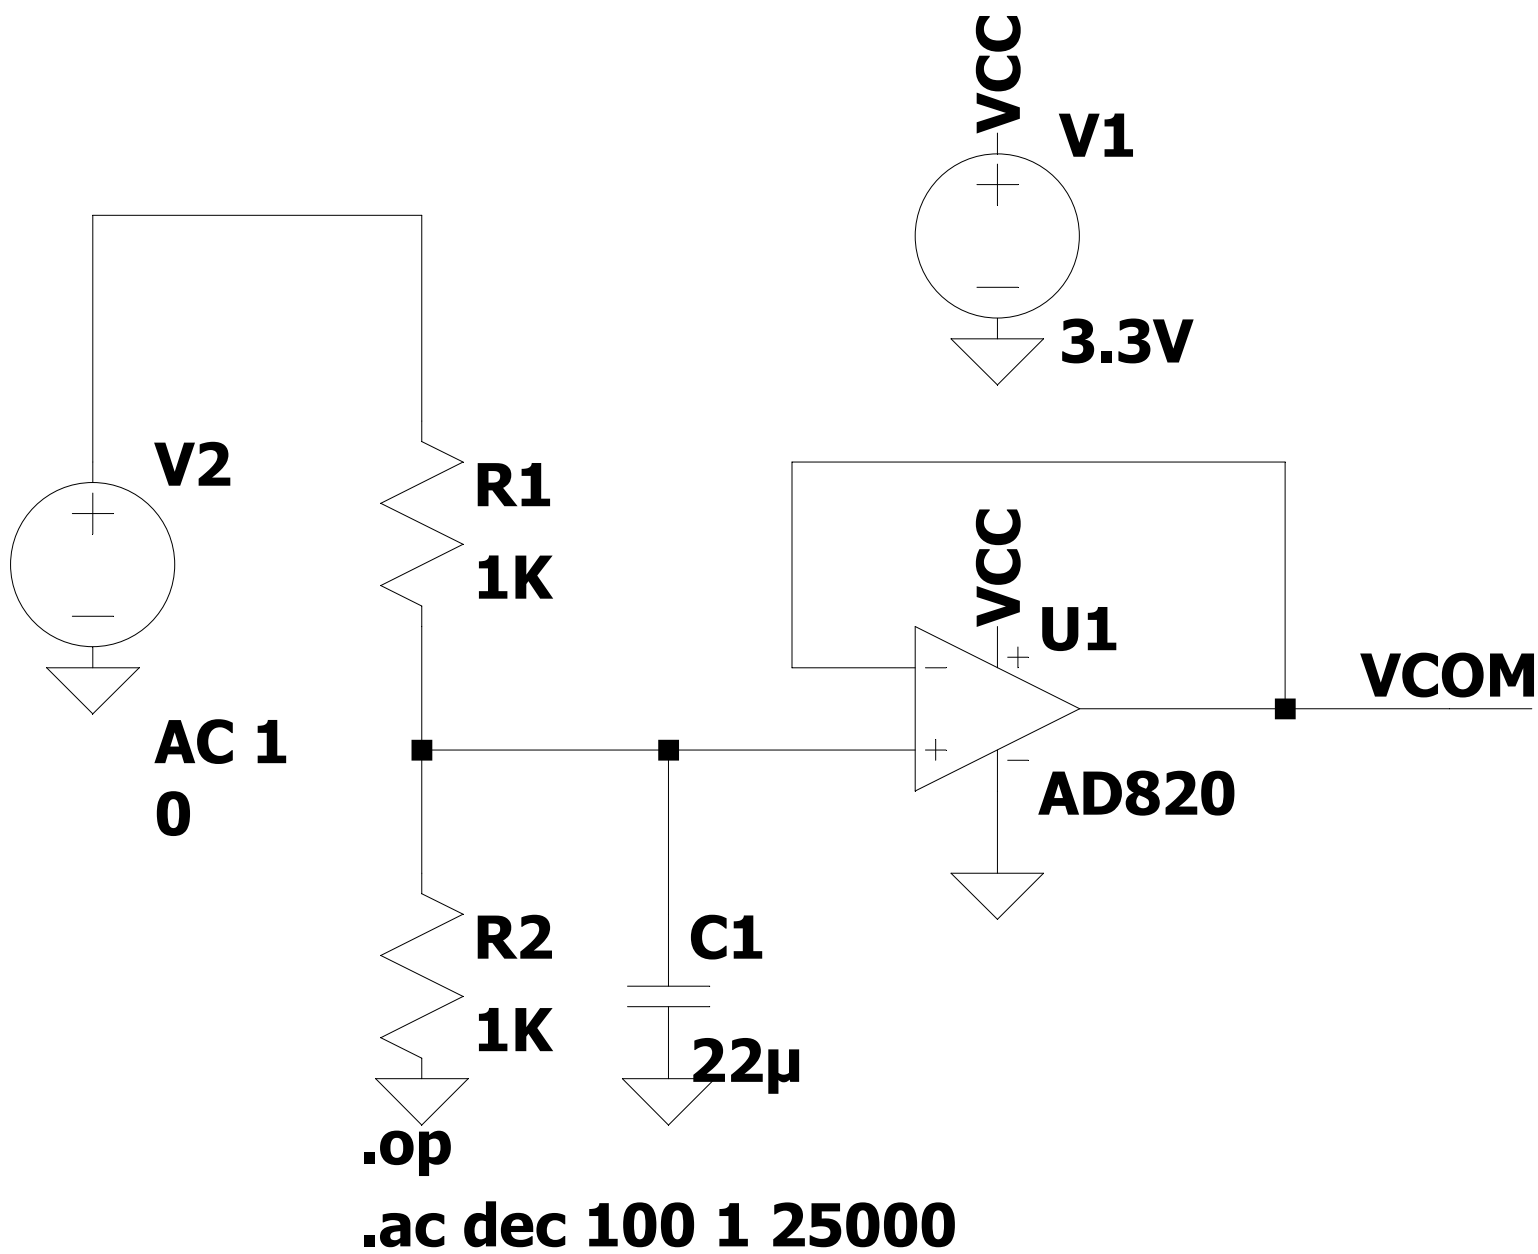 VCC
V1
3.3V
V2
AC 1
0
R1
1K
VCC
U1
AD820
VCOM
R2
1K
C1
22µ
.op
.ac dec 100 1 25000